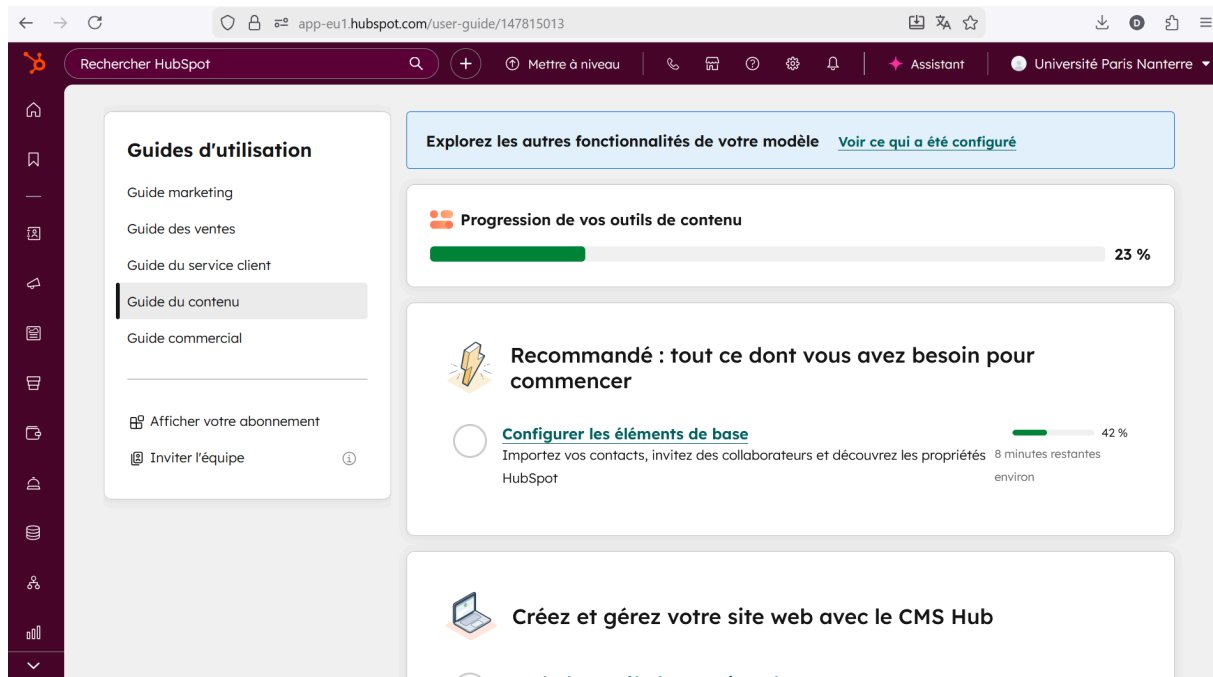 app-eu1.hubspot.com/user-guide/147815013
D
Rechercher HubSpot
Mettre à niveau
Assistant
Université Paris Nanterre
Guides d'utilisation
Guide marketing
Guide des ventes
Guide du service client
Guide du contenu
Guide commercial
Afficher votre abonnement
Inviter l'équipe
Explorez les autres fonctionnalités de votre modèle Voir ce qui a été configuré
Progression de vos outils de contenu
23 %
Recommandé : tout ce dont vous avez besoin pour
commencer
Configurer les éléments de base
42 %
Importez vos contacts, invitez des collaborateurs et découvrez les propriétés
HubSpot
8 minutes restantes
environ
Créez et gérez votre site web avec le CMS Hub